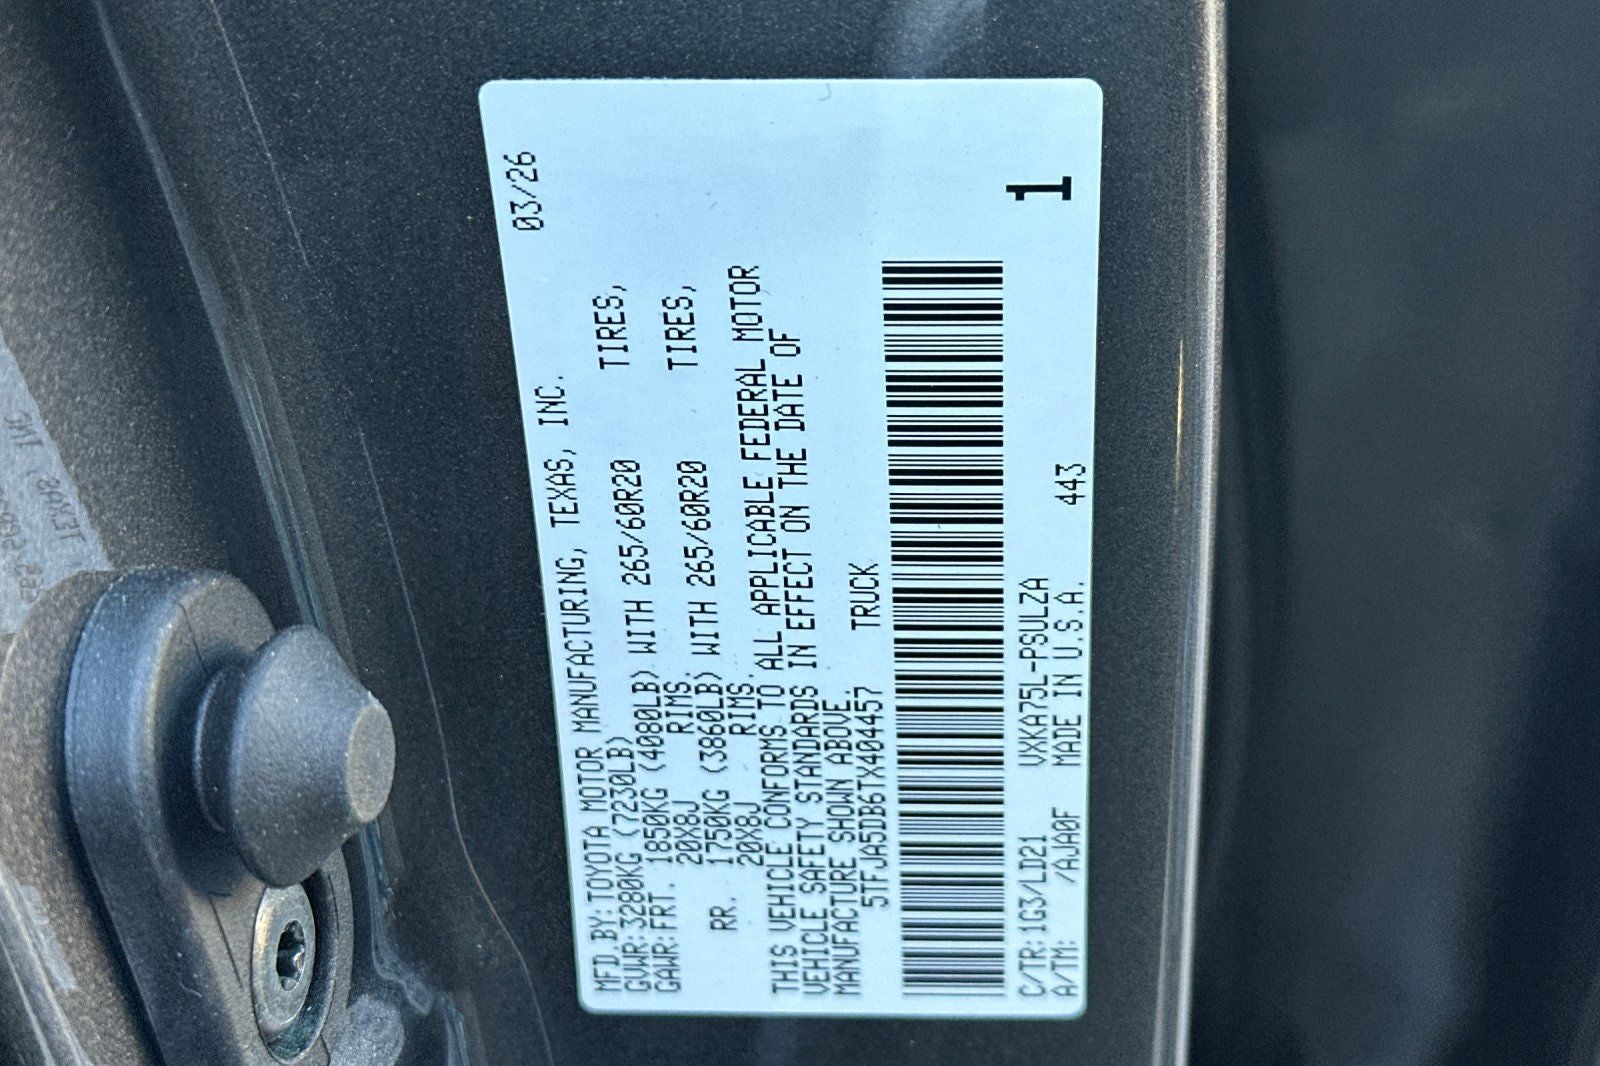 MFD.BY:TOYOTA MOTOR MANUFACTURING, TEXAS, INC. 03/26
GVWR:3280KG (7230LB)
GAWR:FRT. 1850KG (4080LB) WITH 265/60R20 TIRES,
20X8J RIMS.
RR. 1750KG (3860LB) WITH 265/60R20 TIRES,
20X8J RIMS.
THIS VEHICLE CONFORMS TO ALL APPLICABLE FEDERAL MOTOR
VEHICLE SAFETY STANDARDS IN EFFECT ON THE DATE OF
MANUFACTURE SHOWN ABOVE.
5TFJA5DB6TX404457 TRUCK
1
C/TR:1G3/LD21 VXKA75L-PSULZA
A/TM: /AJA0F MADE IN U.S.A. 443